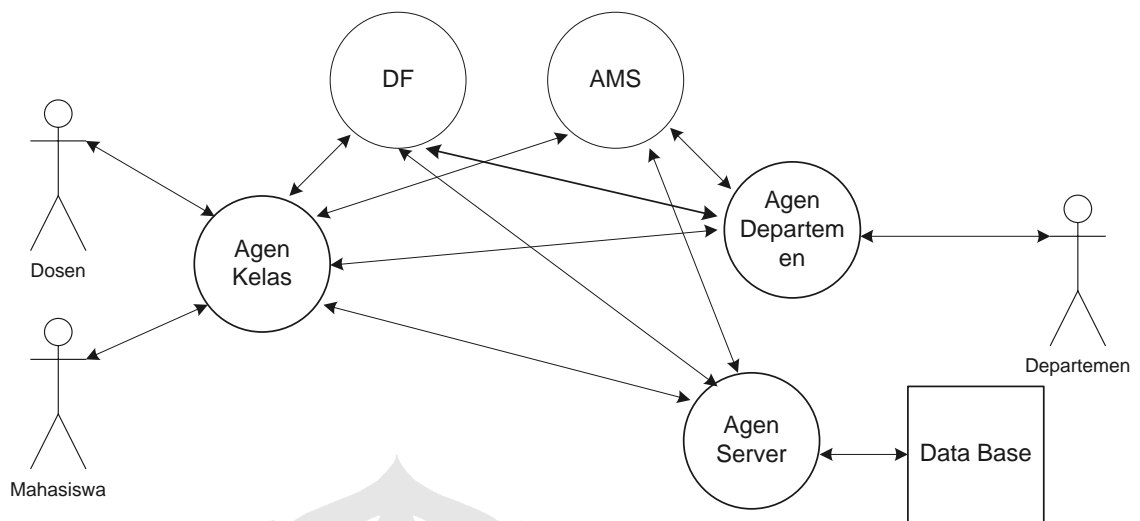 DF
AMS
Dosen
Agen
Kelas
Agen
Departem
en
Departemen
Mahasiswa
Agen
Server
Data Base